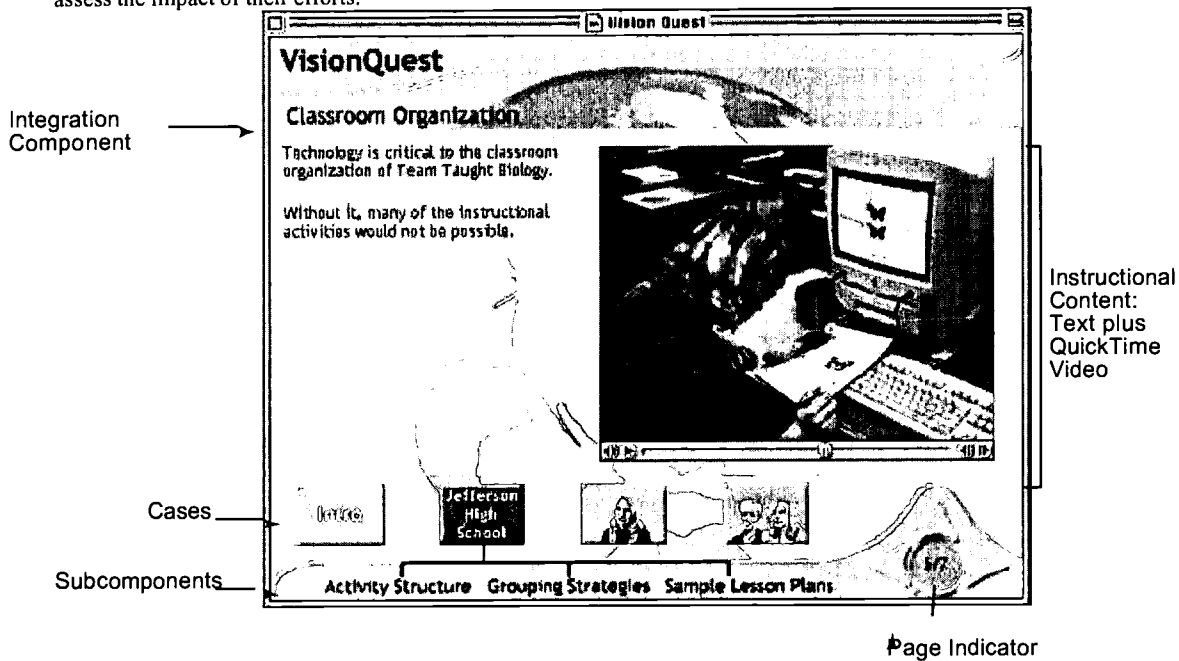 assess the impact of their efforts.
Vision Quest
VisionQuest
Classroom Organization
Integration
Component
Technology is critical to the classroom
organization of Team Taught Biology.
Without it, many of the instructional
activities would not be possible.
Instructional
Content:
Text plus
QuickTime
Video
Cases
Intro
Jefferson
High
School
Subcomponents
Activity Structure Grouping Strategies Sample Lesson Plans
5/7
Page Indicator